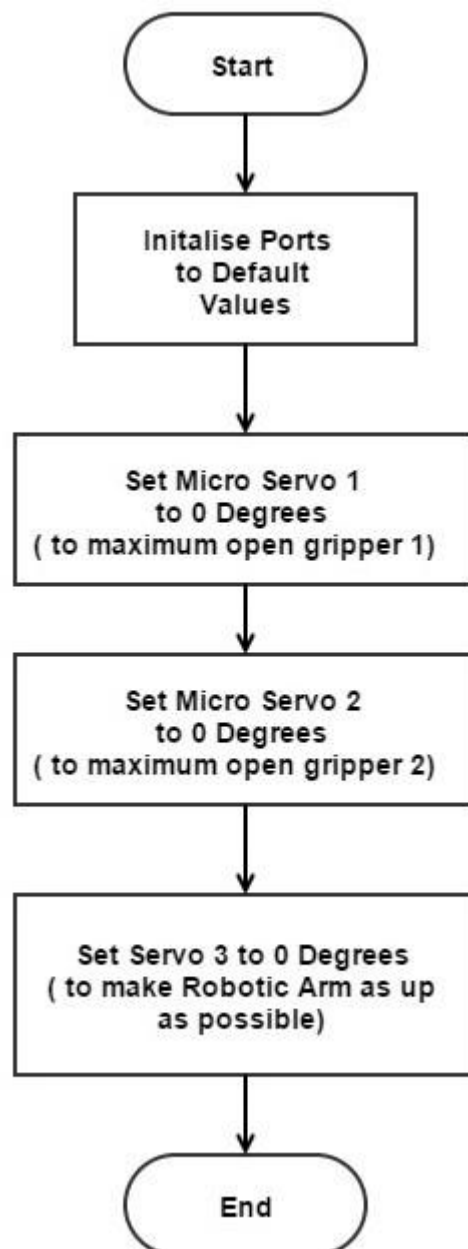 Start
Initalise Ports
to Default
Values
Set Micro Servo 1
to 0 Degrees
( to maximum open gripper 1)
Set Micro Servo 2
to 0 Degrees
( to maximum open gripper 2)
Set Servo 3 to 0 Degrees
( to make Robotic Arm as up
as possible)
End